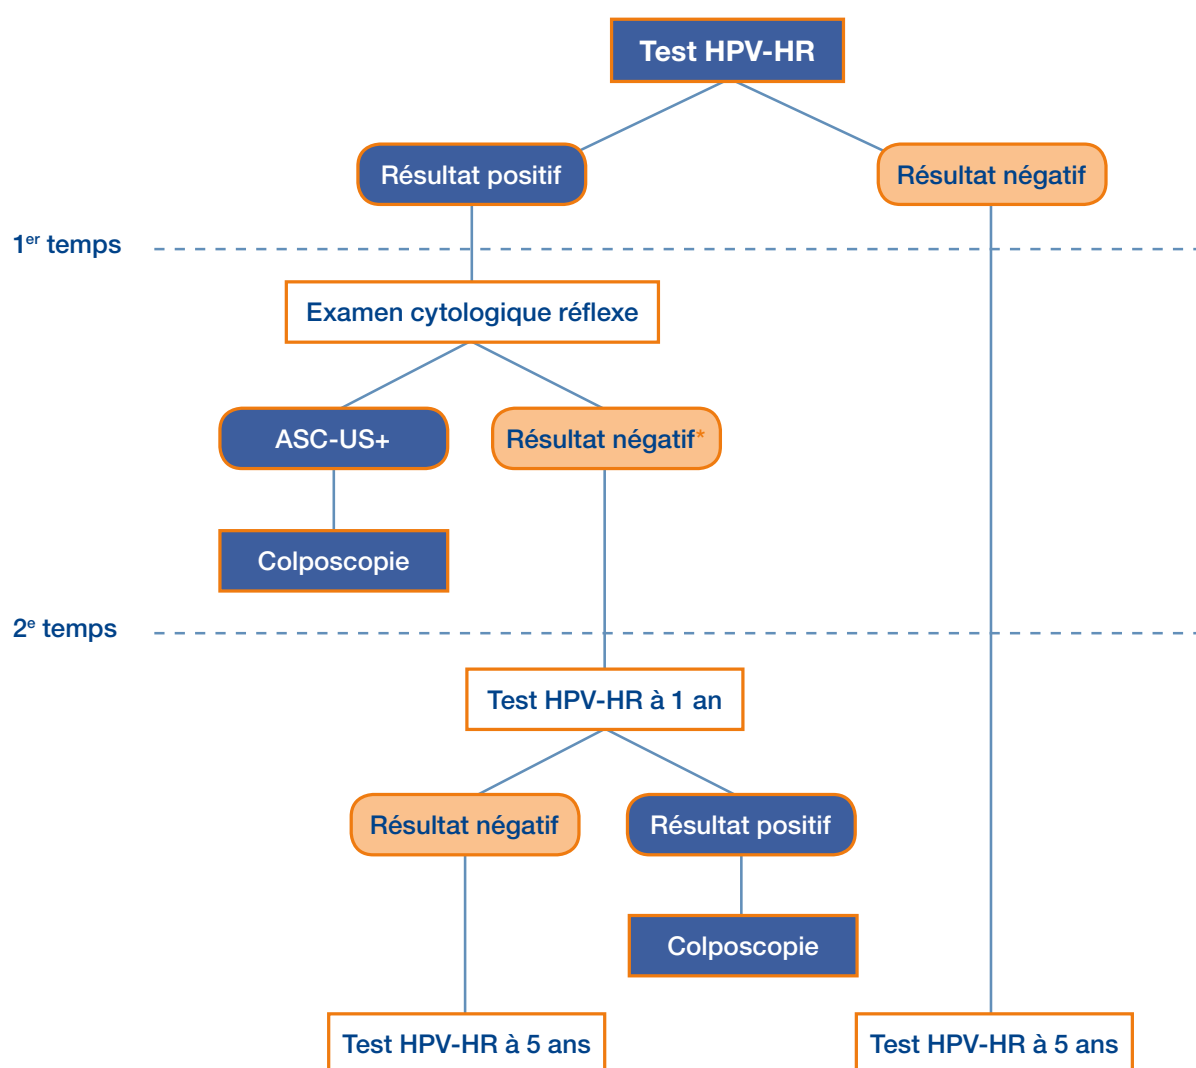 Test HPV-HR
Résultat positif
Résultat négatif
1er temps
Examen cytologique réflexe
ASC-US+
Résultat négatif*
Colposcopie
2e temps
Test HPV-HR à 1 an
Résultat négatif
Résultat positif
Colposcopie
Test HPV-HR à 5 ans
Test HPV-HR à 5 ans